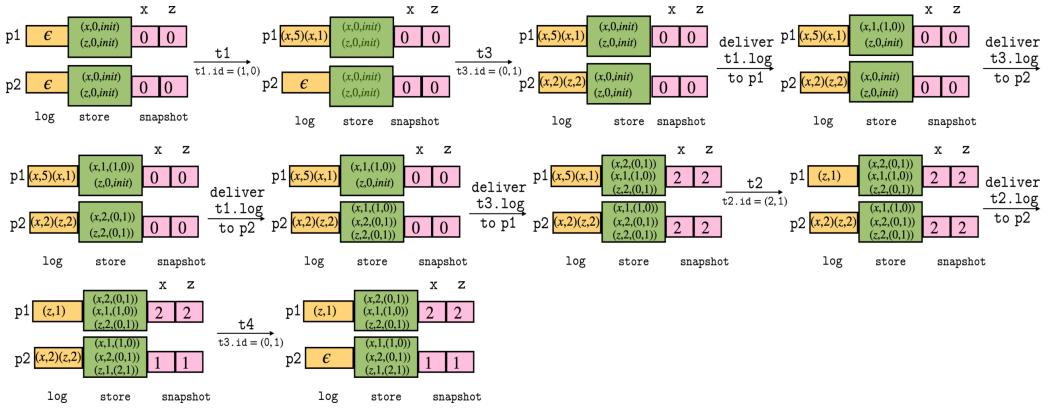 x z
p1 ϵ (x,0,init) (z,0,init) 0 0
p2 ϵ (x,0,init) (z,0,init) 0 0
log store snapshot
t1
t1.id = (1,0)
x z
p1 (x,5)(x,1) (x,0,init) (z,0,init) 0 0
p2 ϵ (x,0,init) (z,0,init) 0 0
log store snapshot
t3
t3.id = (0,1)
x z
p1 (x,5)(x,1) (x,0,init) (z,0,init) 0 0
p2 (x,2)(z,2) (x,0,init) (z,0,init) 0 0
log store snapshot
deliver
t1.log
to p1
x z
p1 (x,5)(x,1) (x,1,(1,0)) (z,0,init) 0 0
p2 (x,2)(z,2) (x,0,init) (z,0,init) 0 0
log store snapshot
deliver
t3.log
to p2
x z
p1 (x,5)(x,1) (x,1,(1,0)) (z,0,init) 0 0
p2 (x,2)(z,2) (x,2,(0,1)) (z,2,(0,1)) 0 0
log store snapshot
deliver
t1.log
to p2
x z
p1 (x,5)(x,1) (x,1,(1,0)) (z,0,init) 0 0
p2 (x,2)(z,2) (x,1,(1,0)) (x,2,(0,1)) (z,2,(0,1)) 0 0
log store snapshot
deliver
t3.log
to p1
x z
p1 (x,5)(x,1) (x,2,(0,1)) (x,1,(1,0)) (z,2,(0,1)) 2 2
p2 (x,2)(z,2) (x,1,(1,0)) (x,2,(0,1)) (z,2,(0,1)) 2 2
log store snapshot
t2
t2.id = (2,1)
x z
p1 (z,1) (x,2,(0,1)) (x,1,(1,0)) (z,2,(0,1)) 2 2
p2 (x,2)(z,2) (x,1,(1,0)) (x,2,(0,1)) (z,2,(0,1)) 2 2
log store snapshot
deliver
t2.log
to p2
x z
p1 (z,1) (x,2,(0,1)) (x,1,(1,0)) (z,2,(0,1)) 2 2
p2 (x,2)(z,2) (x,1,(1,0)) (x,2,(0,1)) (z,1,(2,1)) 1 1
log store snapshot
t4
t3.id = (0,1)
x z
p1 (z,1) (x,2,(0,1)) (x,1,(1,0)) (z,2,(0,1)) 2 2
p2 ϵ (x,1,(1,0)) (x,2,(0,1)) (z,1,(2,1)) 1 1
log store snapshot